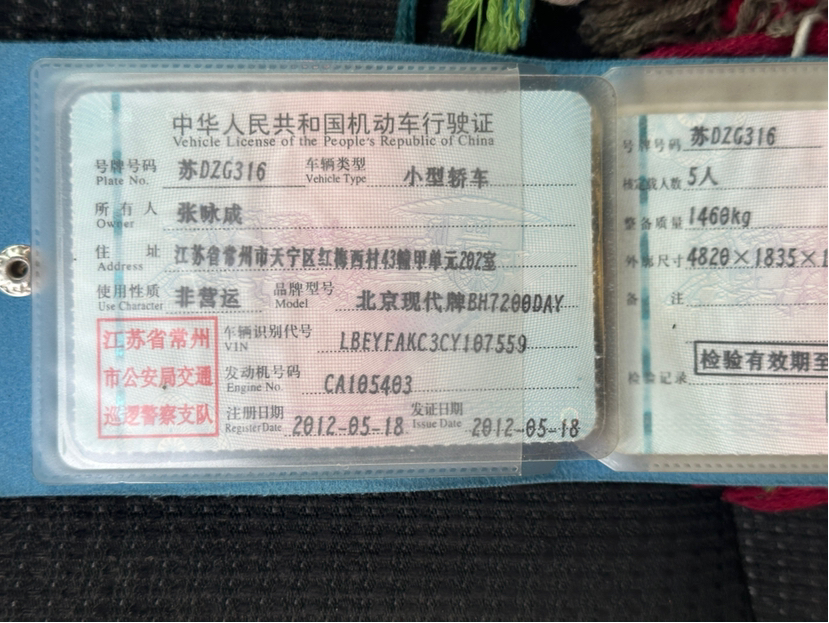 中华人民共和国机动车行驶证
Vehicle License of the People's Republic of China
号牌号码 苏DZG316 车辆类型 小型轿车
Plate No. Vehicle Type
所有人 张咏成
Owner
住址 江苏省常州市天宁区红梅西村43幢甲单元202室
Address
使用性质 非营运 品牌型号 北京现代牌BH7200DAY
Use Character Model
江苏省常州
市公安局交通
巡逻警察支队
车辆识别代号 LBEYFAKC3CY107559
VIN
发动机号码 CA105403
Engine No.
注册日期 2012-05-18 发证日期 2012-05-18
Register Date Issue Date
号牌号码 苏DZG316
核定载人数 5人
整备质量 1460kg
外廓尺寸 4820×1835×1
备注
检验有效期至
检验记录